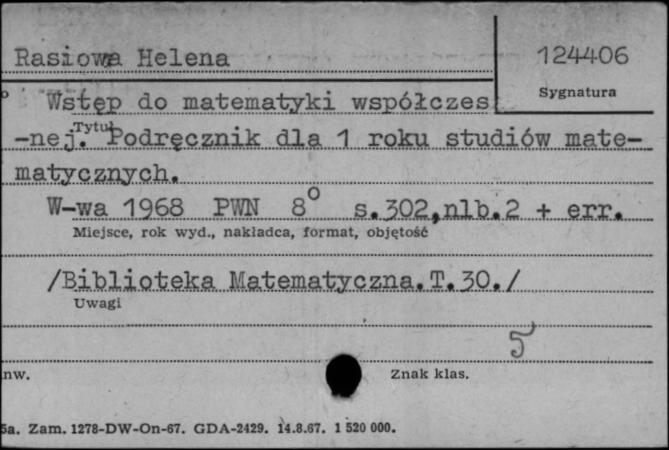 Rasiowa Helena
124406
Sygnatura
° Wstęp do matematyki współczes
-nej. Tytuł Podręcznik dla 1 roku studiów mate-
matycznych.
W-wa 1968 PWN 8° s.302,nlb.2 + err.
Miejsce, rok wyd., nakładca, format, objętość
/Biblioteka Matematyczna.T.30./
Uwagi
5
nw.
Znak klas.
5a. Zam. 1278-DW-On-67. GDA-2429. 14.8.67. 1 520 000.